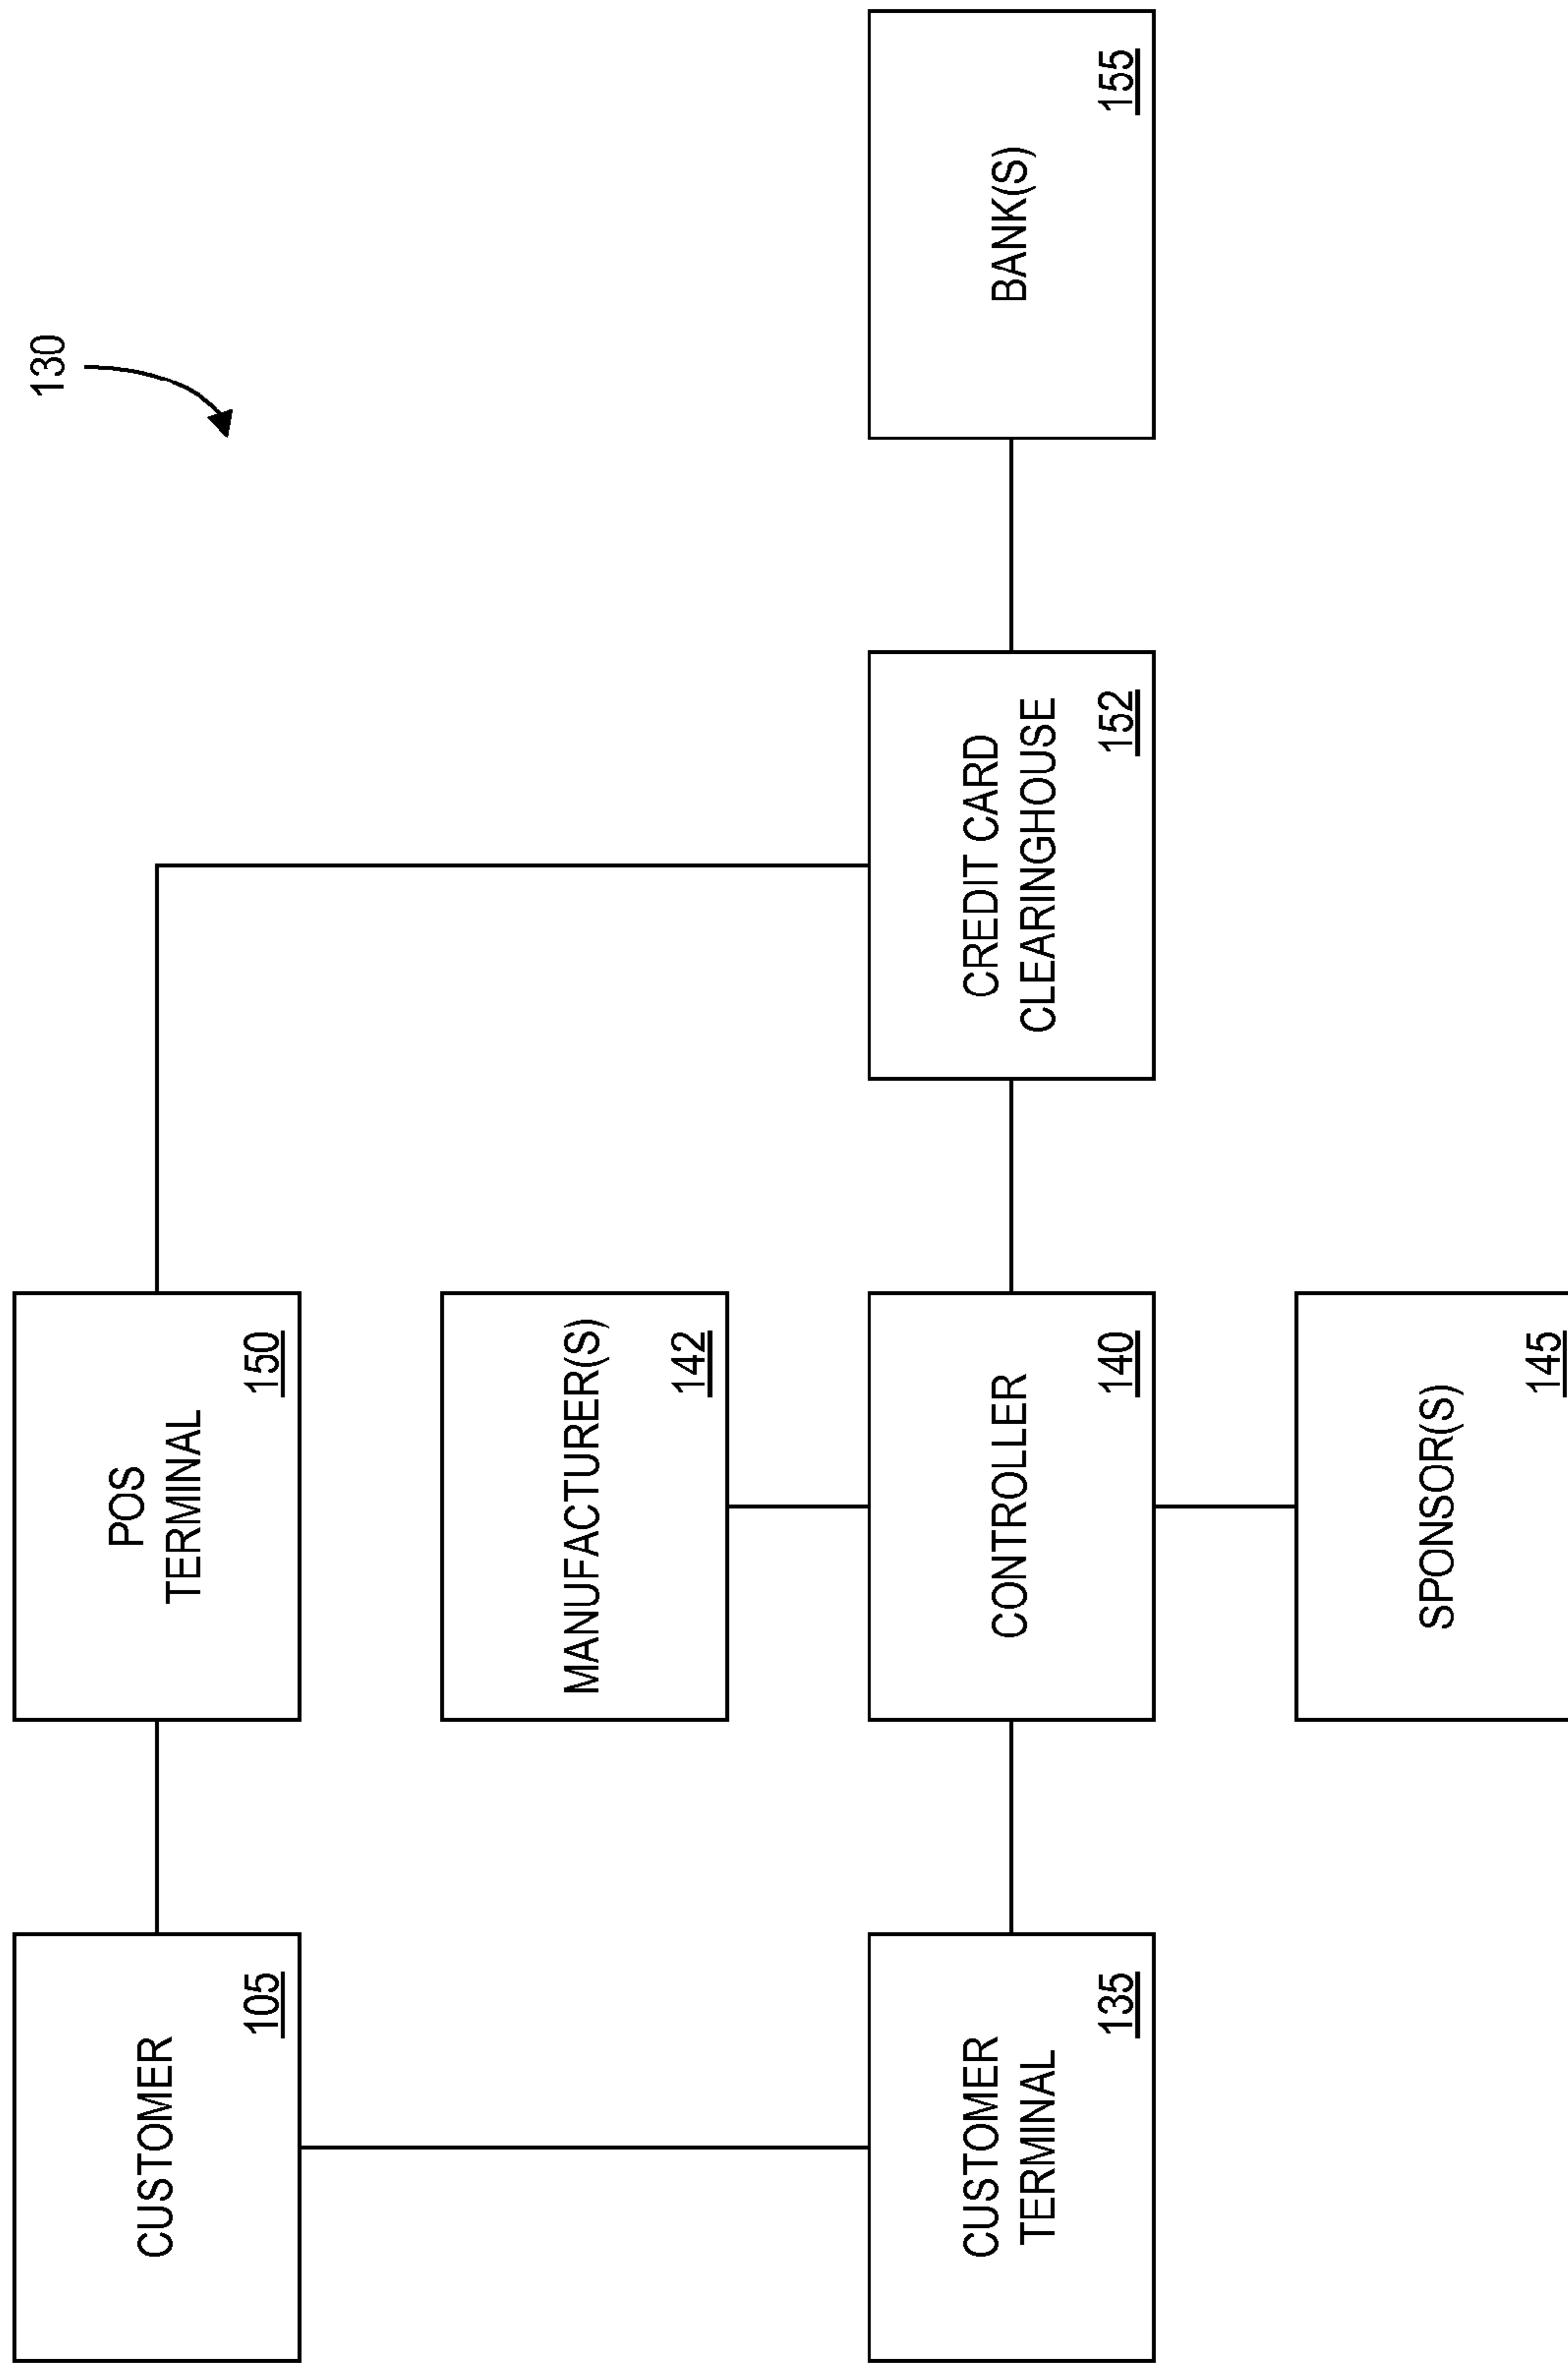 130
CUSTOMER
105
POS
TERMINAL
150
MANUFACTURER(S)
142
CUSTOMER
TERMINAL
135
CONTROLLER
140
CREDIT CARD
CLEARINGHOUSE
152
BANK(S)
155
SPONSOR(S)
145